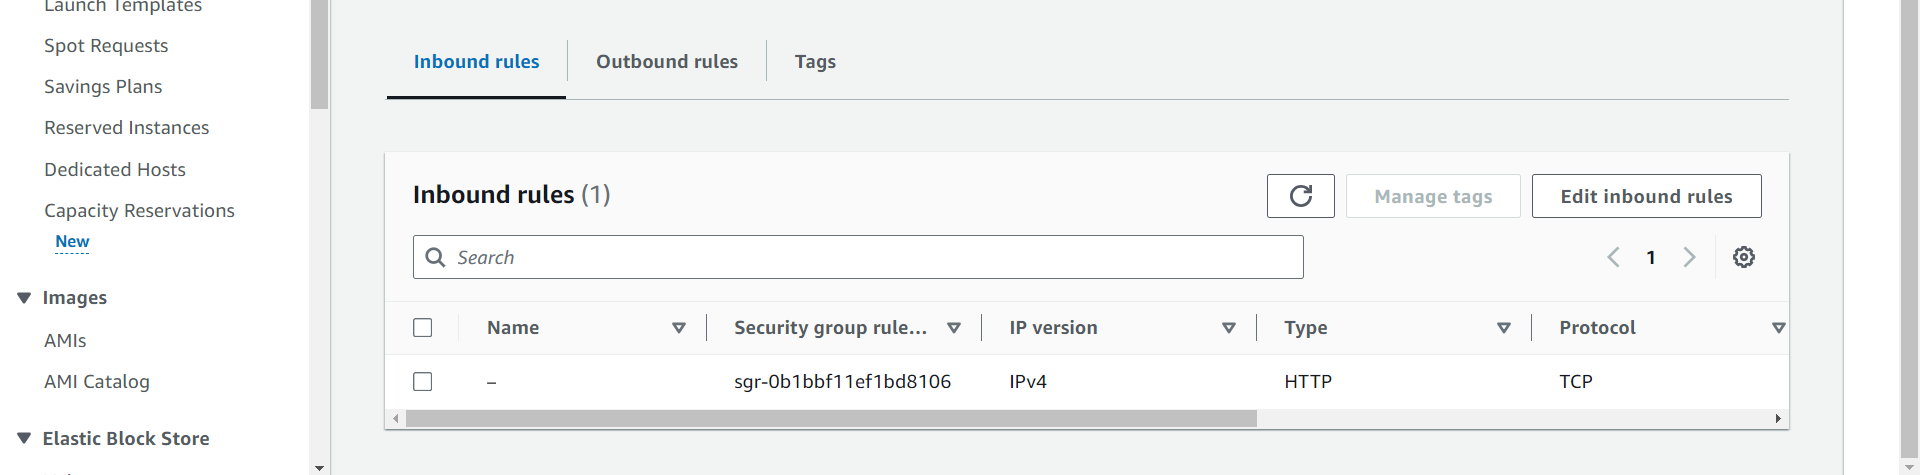 Launch Templates
Spot Requests
Savings Plans
Reserved Instances
Dedicated Hosts
Capacity Reservations
New
Images
AMIs
AMI Catalog
Elastic Block Store
Inbound rules
Outbound rules
Tags
Inbound rules (1)
Manage tags
Edit inbound rules
Search
1
Name
Security group rule...
IP version
Type
Protocol
–
sgr-0b1bbf11ef1bd8106
IPv4
HTTP
TCP